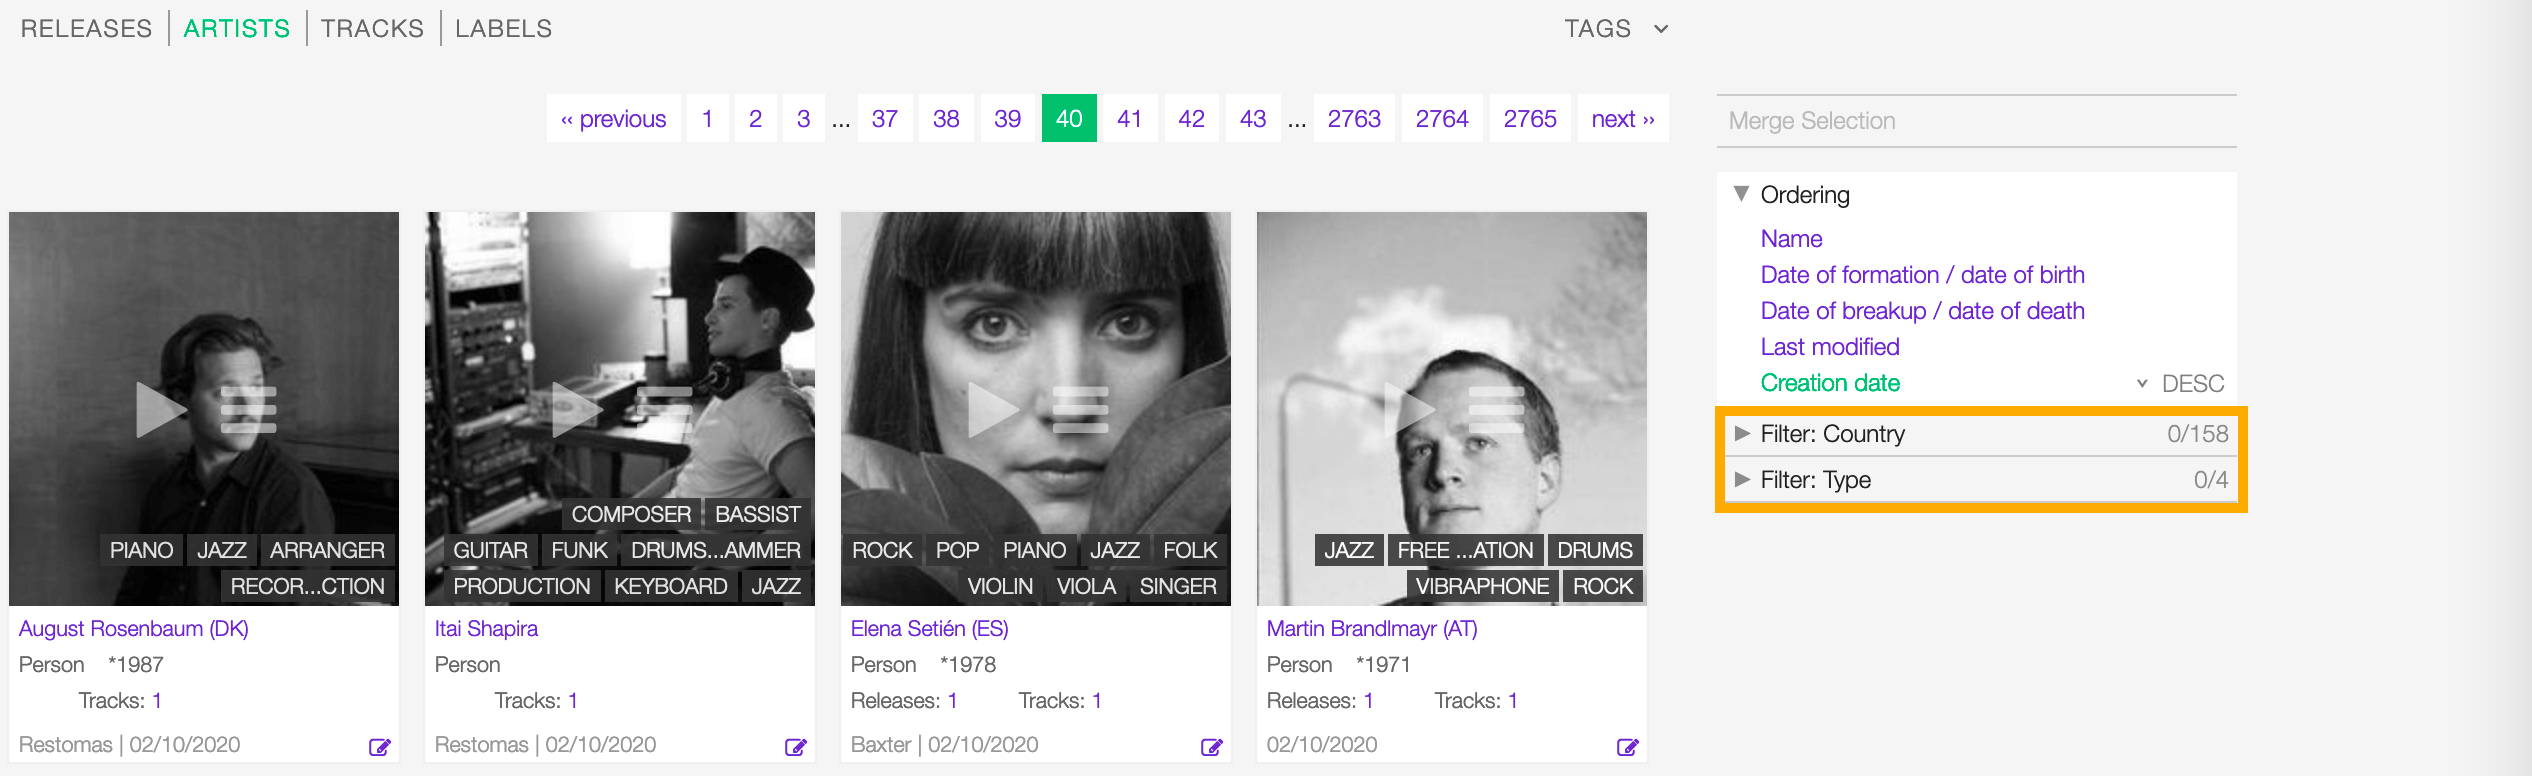 RELEASES ARTISTS TRACKS LABELS TAGS
‹‹ previous 1 2 3 ... 37 38 39 40 41 42 43 ... 2763 2764 2765 next ››
Merge Selection
Ordering
Name
Date of formation / date of birth
Date of breakup / date of death
Last modified
Creation date DESC
Filter: Country 0/158
Filter: Type 0/4
PIANO JAZZ ARRANGER
RECOR...CTION
August Rosenbaum (DK)
Person *1987
Tracks: 1
Restomas | 02/10/2020
COMPOSER BASSIST
GUITAR FUNK DRUMS...AMMER
PRODUCTION KEYBOARD JAZZ
Itai Shapira
Person
Tracks: 1
Restomas | 02/10/2020
ROCK POP PIANO JAZZ FOLK
VIOLIN VIOLA SINGER
Elena Setién (ES)
Person *1978
Releases: 1 Tracks: 1
Baxter | 02/10/2020
JAZZ FREE ...ATION DRUMS
VIBRAPHONE ROCK
Martin Brandlmayr (AT)
Person *1971
Releases: 1 Tracks: 1
02/10/2020